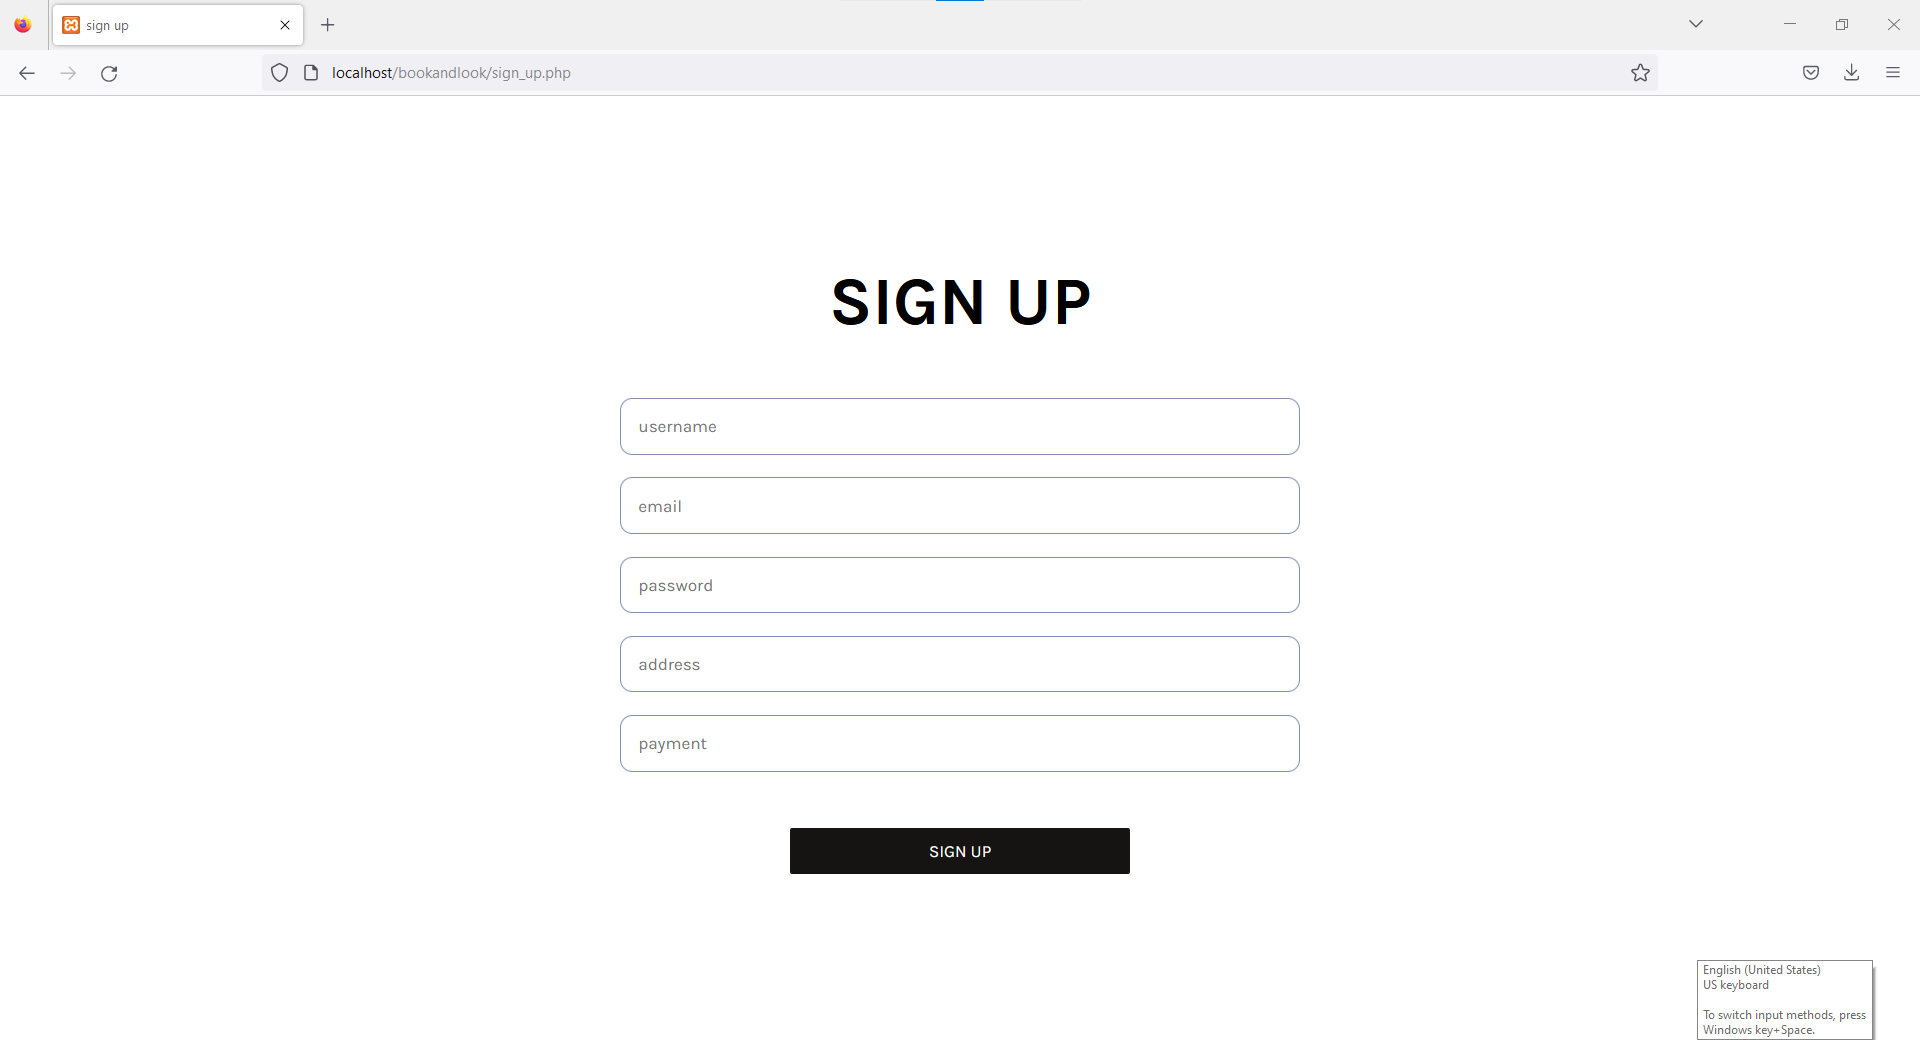 sign up
localhost/bookandlook/sign_up.php
SIGN UP
username
email
password
address
payment
SIGN UP
English (United States)
US keyboard
To switch input methods, press
Windows key+Space.